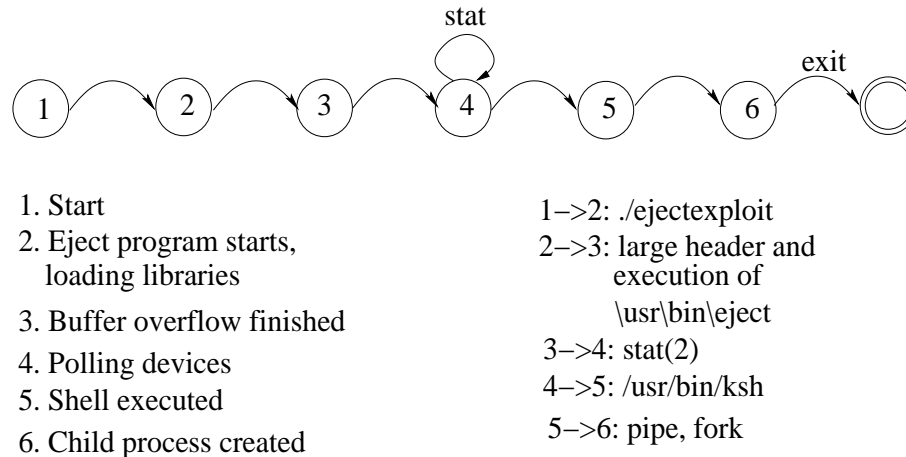 stat
exit
1 2 3 4 5 6
1. Start
2. Eject program starts,
loading libraries
3. Buffer overflow finished
4. Polling devices
5. Shell executed
6. Child process created
1−>2: ./ejectexploit
2−>3: large header and
execution of
\usr\bin\eject
3−>4: stat(2)
4−>5: /usr/bin/ksh
5−>6: pipe, fork